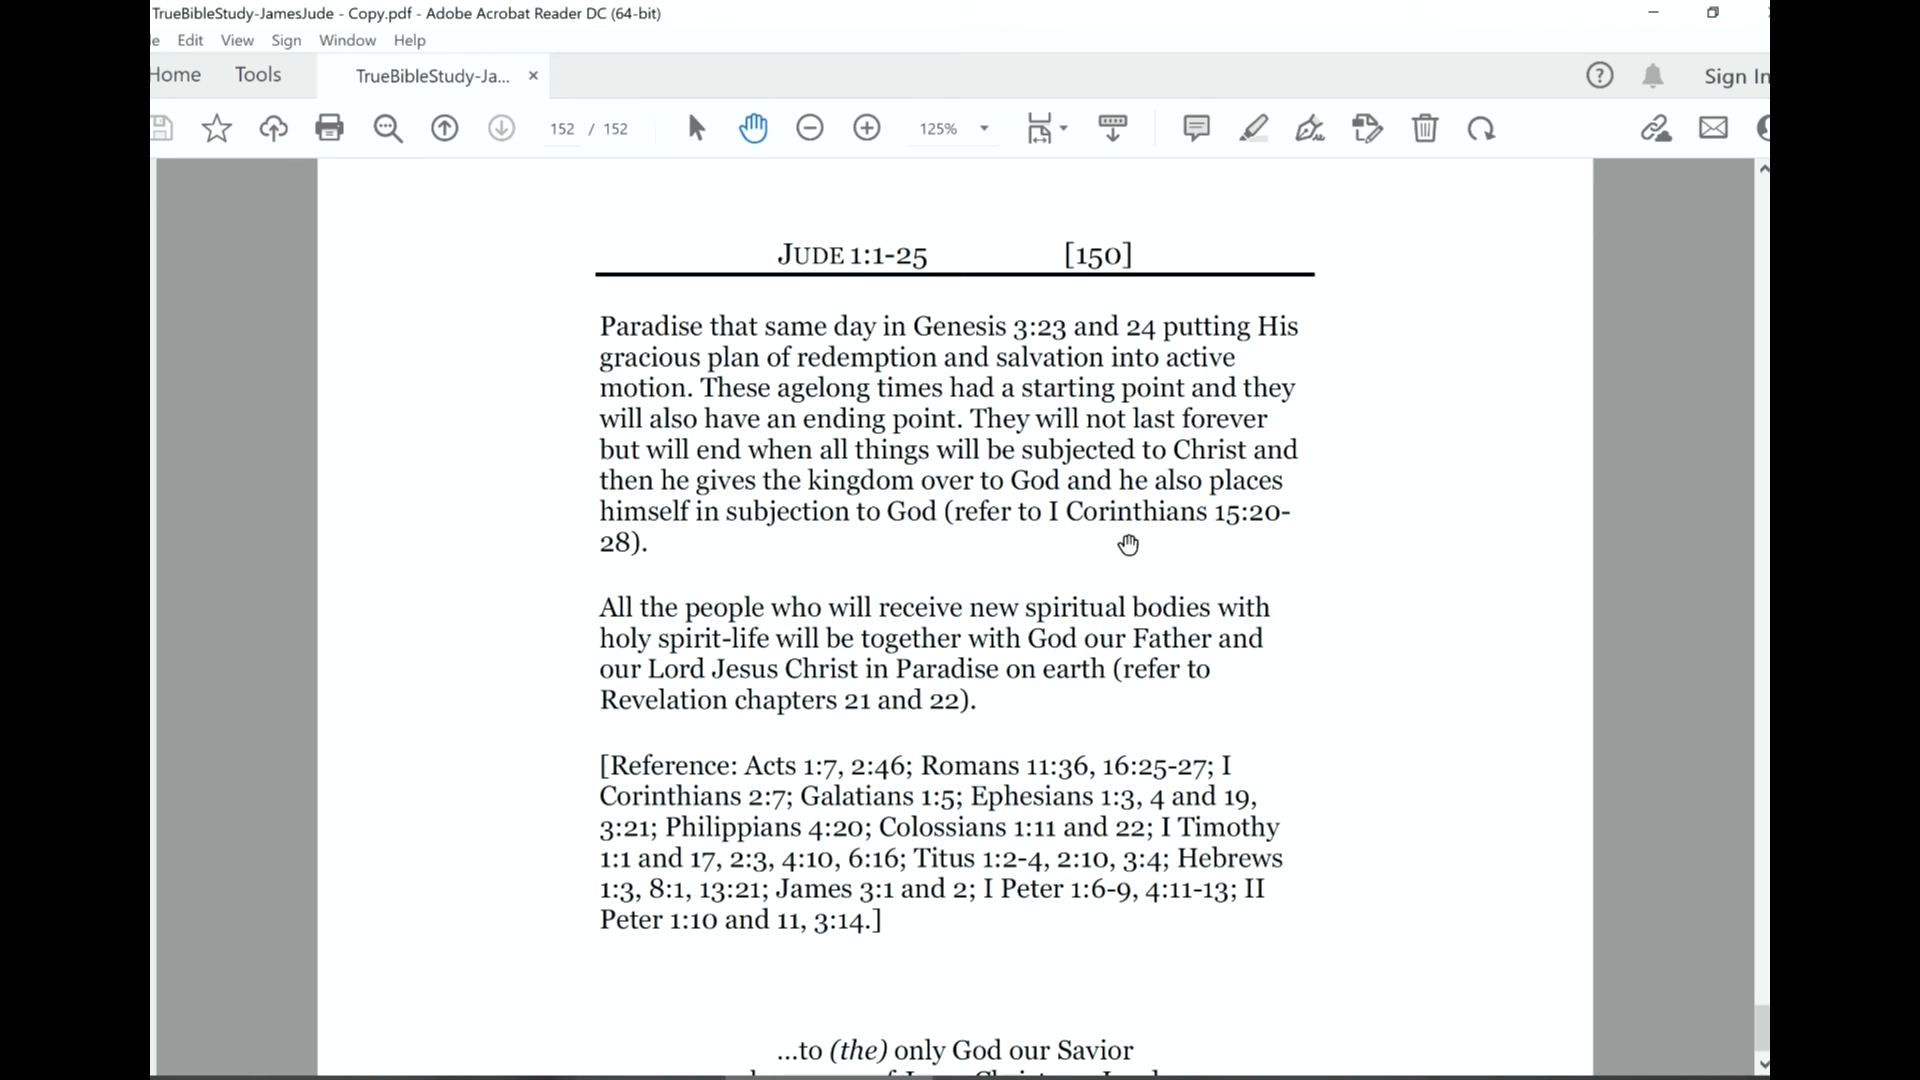 TrueBibleStudy-JamesJude - Copy.pdf - Adobe Acrobat Reader DC (64-bit)
Edit View Sign Window Help
Home Tools TrueBibleStudy-Ja... × Sign In
152 / 152 125%
JUDE 1:1-25 [150]
Paradise that same day in Genesis 3:23 and 24 putting His
gracious plan of redemption and salvation into active
motion. These agelong times had a starting point and they
will also have an ending point. They will not last forever
but will end when all things will be subjected to Christ and
then he gives the kingdom over to God and he also places
himself in subjection to God (refer to I Corinthians 15:20-
28).
All the people who will receive new spiritual bodies with
holy spirit-life will be together with God our Father and
our Lord Jesus Christ in Paradise on earth (refer to
Revelation chapters 21 and 22).
[Reference: Acts 1:7, 2:46; Romans 11:36, 16:25-27; I
Corinthians 2:7; Galatians 1:5; Ephesians 1:3, 4 and 19,
3:21; Philippians 4:20; Colossians 1:11 and 22; I Timothy
1:1 and 17, 2:3, 4:10, 6:16; Titus 1:2-4, 2:10, 3:4; Hebrews
1:3, 8:1, 13:21; James 3:1 and 2; I Peter 1:6-9, 4:11-13; II
Peter 1:10 and 11, 3:14.]
...to (the) only God our Savior